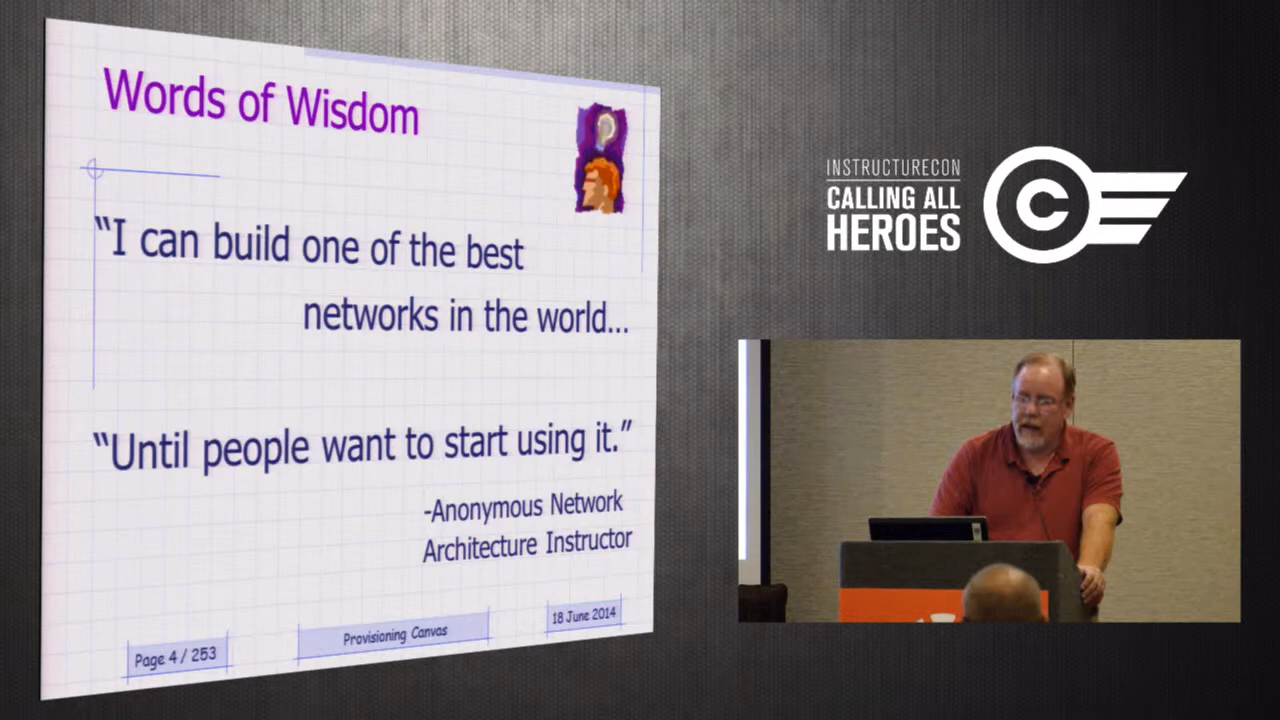 Words of Wisdom
“I can build one of the best
networks in the world...
“Until people want to start using it.”
-Anonymous Network
Architecture Instructor
Page 4 / 253
Provisioning Canvas
18 June 2014
INSTRUCTURECON
CALLING ALL
HEROES
C